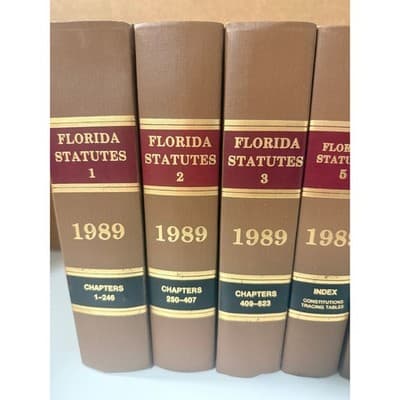 FLORIDA
STATUTES
1
1989
CHAPTERS
1–246
FLORIDA
STATUTES
2
1989
CHAPTERS
250–407
FLORIDA
STATUTES
3
1989
CHAPTERS
409–623
5
INDEX
CONSTITUTIONS
TRACING TABLES